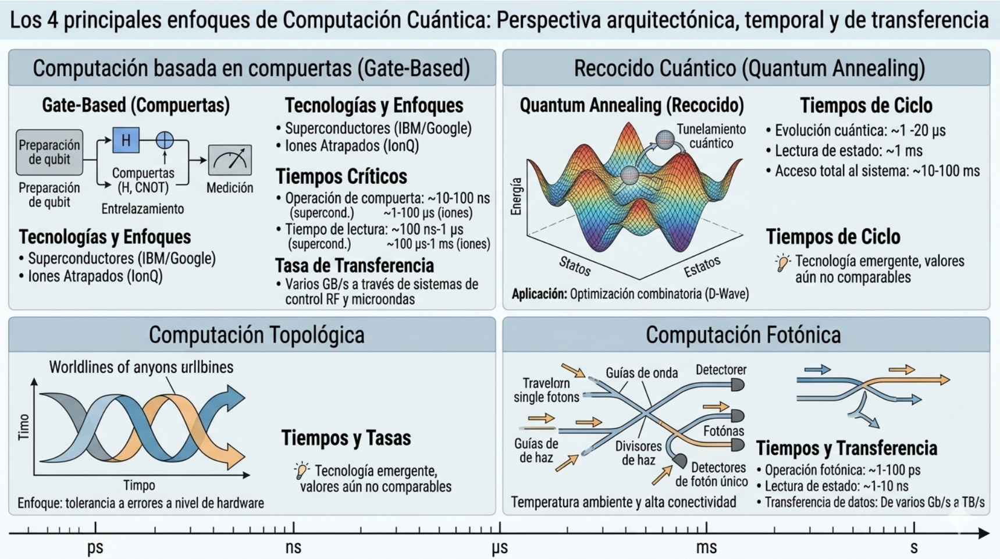 Los 4 principales enfoques de Computación Cuántica: Perspectiva arquitectónica, temporal y de transferencia
Computación basada en compuertas (Gate-Based)
Gate-Based (Compuertas)
Preparación
de qubit
H
Compuertas
(H, CNOT)
Preparación
de qubit
Entrelazamiento
Medición
Tecnologías y Enfoques
• Superconductores (IBM/Google)
• Iones Atrapados (IonQ)
Tecnologías y Enfoques
• Superconductores (IBM/Google)
• Iones Atrapados (IonQ)
Tiempos Críticos
• Operación de compuerta: ~10-100 ns
(supercond.) ~1-100 µs (iones)
• Tiempo de lectura: ~100 ns-1 µs
(supercond.) ~100 µs-1 ms (iones)
Tasa de Transferencia
• Varios GB/s a través de sistemas de
control RF y microondas
Recocido Cuántico (Quantum Annealing)
Quantum Annealing (Recocido)
Tunelamiento
cuántico
Energía
Statos
Estatos
Aplicación: Optimización combinatoria (D-Wave)
Tiempos de Ciclo
• Evolución cuántica: ~1 -20 µs
• Lectura de estado: ~1 ms
• Acceso total al sistema: ~10-100 ms
Tiempos de Ciclo
Tecnología emergente, valores
aún no comparables
Computación Topológica
Worldlines of anyons urllbines
Timo
Timpo
Enfoque: tolerancia a errores a nivel de hardware
Tiempos y Tasas
Tecnología emergente,
valores aún no comparables
Computación Fotónica
Travelorn
single fotons
Guías de onda
Detectorer
Guías de
de haz
Divisores
de haz
Fotónas
Detectores
de fotón único
Temperatura ambiente y alta conectividad
Tiempos y Transferencia
• Operación fotónica: ~1-100 ps
• Lectura de estado: ~1-10 ns
• Transferencia de datos: De varios Gb/s a TB/s
ps
ns
µs
ms
s